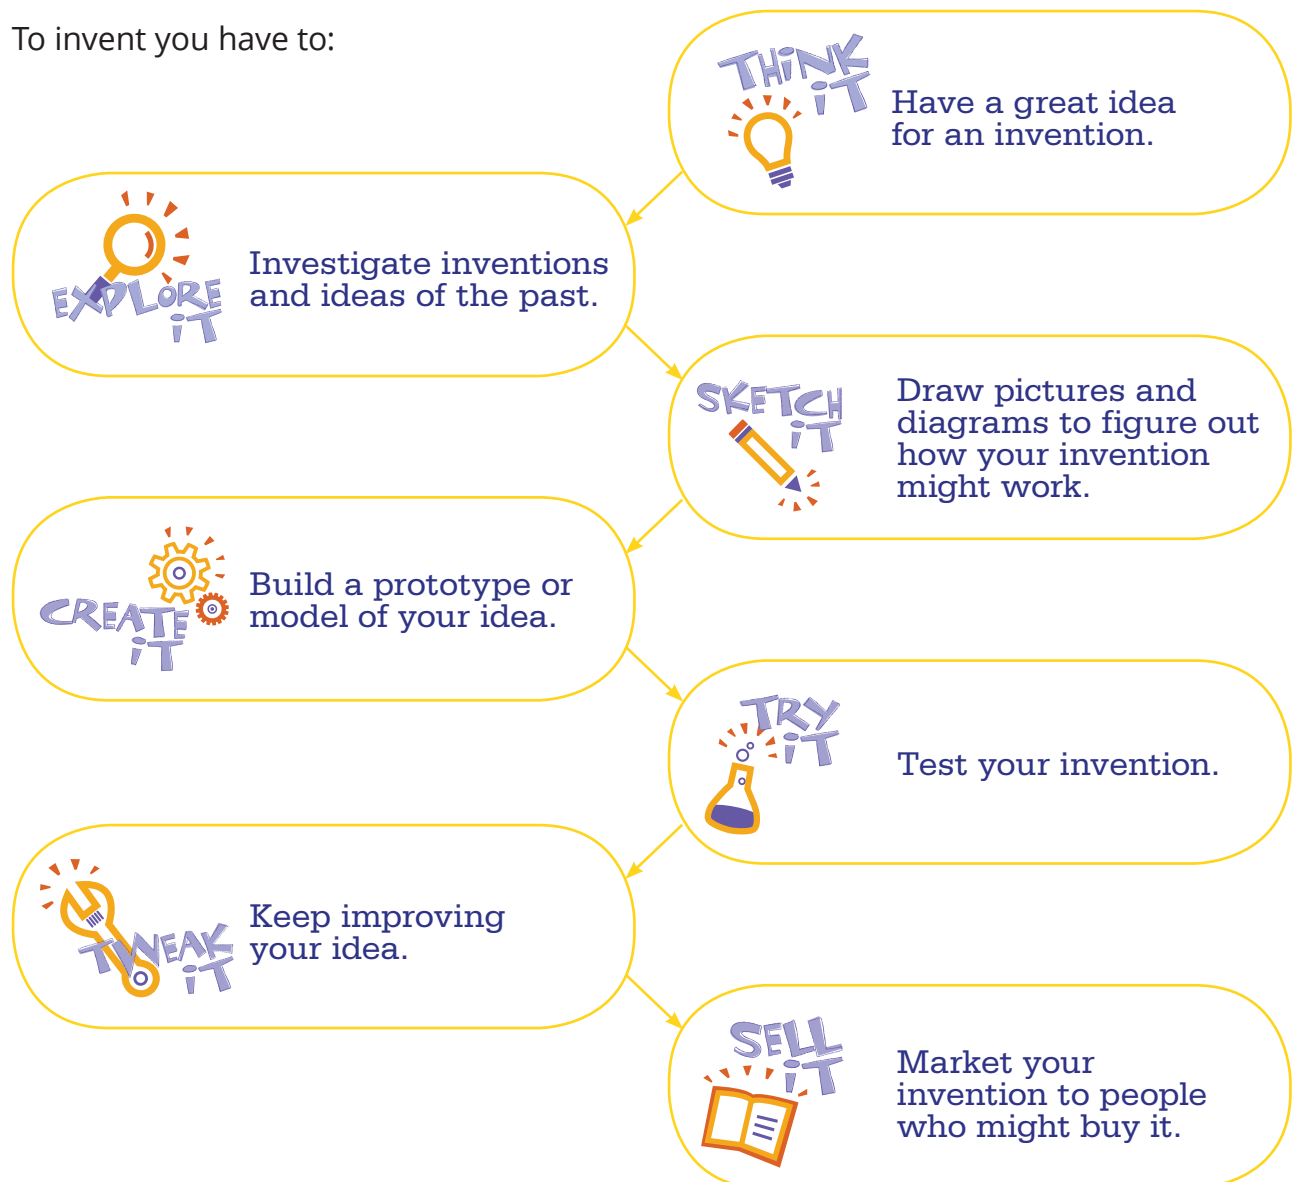 To invent you have to:
THiNK
iT
Have a great idea
for an invention.
EXPLORE
iT
Investigate inventions
and ideas of the past.
SKETCH
iT
Draw pictures and
diagrams to figure out
how your invention
might work.
CREATE
iT
Build a prototype or
model of your idea.
TRY
iT
Test your invention.
TWEAK
iT
Keep improving
your idea.
SELL
iT
Market your
invention to people
who might buy it.